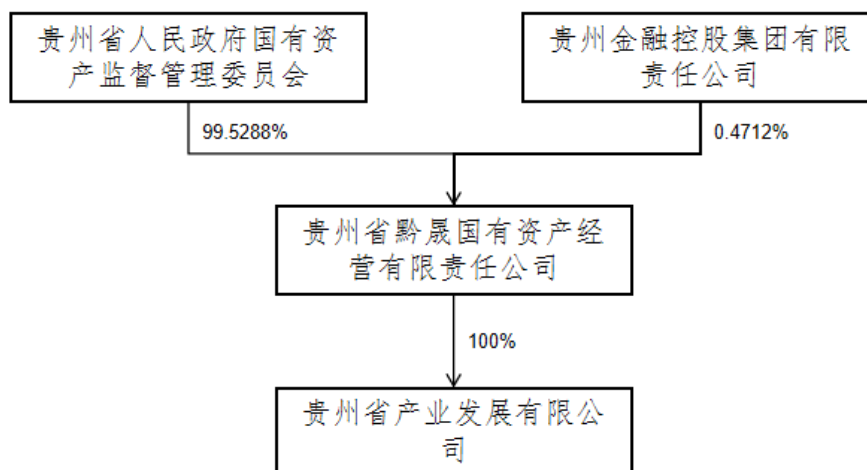 贵州省人民政府国有资
产监督管理委员会
贵州金融控股集团有限
责任公司
99.5288%
0.4712%
贵州省黔晟国有资产经
营有限责任公司
100%
贵州省产业发展有限公
司